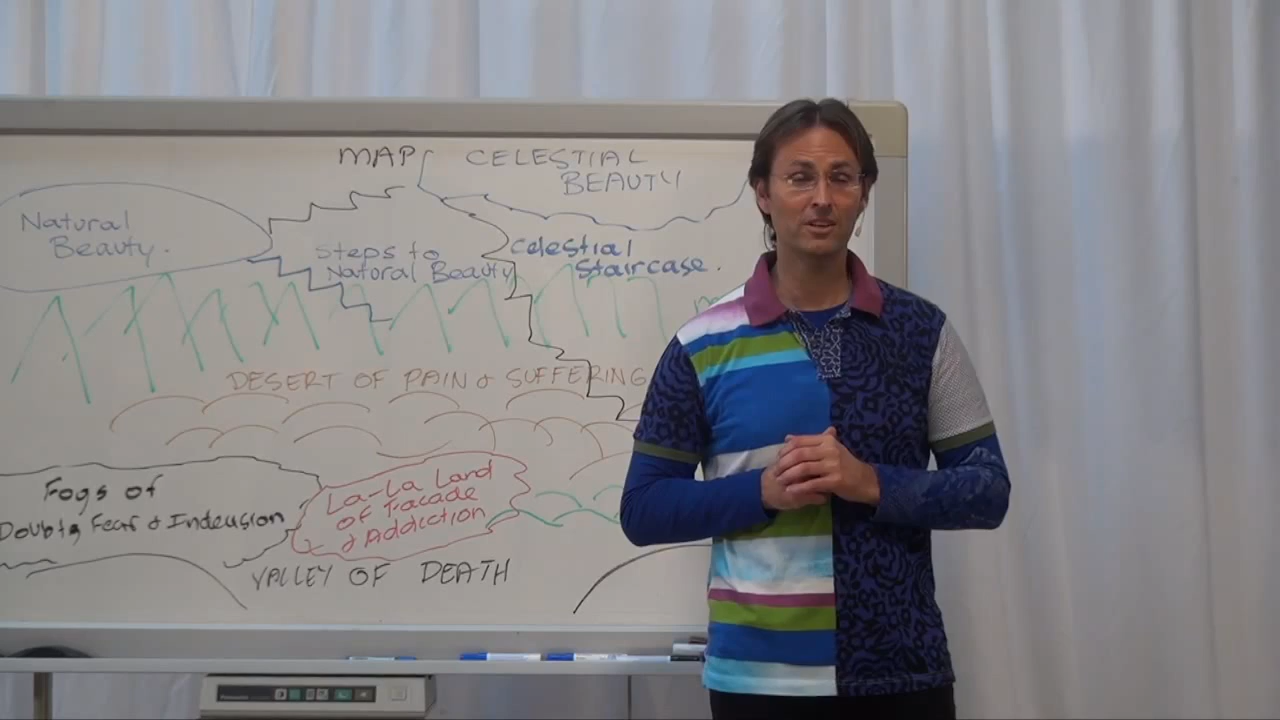 MAP
CELESTIAL
BEAUTY
Natural
Beauty.
Steps to
Natural Beauty
Celestial
Staircase.
DESERT OF PAIN & SUFFERING
Fogs of
Doubt, Fear & Indecision
La-La Land
of Facade
& Addiction
VALLEY OF DEATH